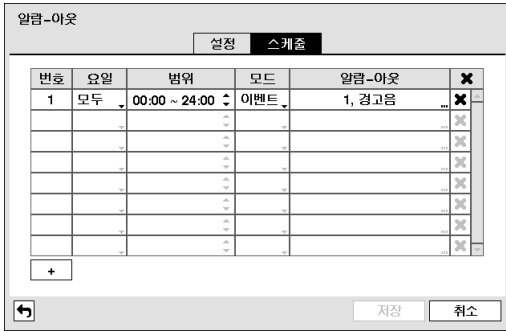 알람-아웃
설정 스케줄
번호 요일 범위 모드 알람-아웃 ✖
1 모두 00:00 ~ 24:00 이벤트 ... 1, 경고음 ... ✖
+
저장 취소